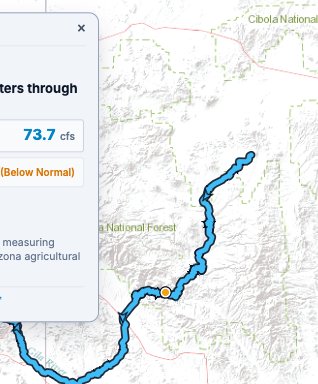 Cibola National
×
ters through
73.7 cfs
(Below Normal)
a National Forest
measuring
zona agricultural